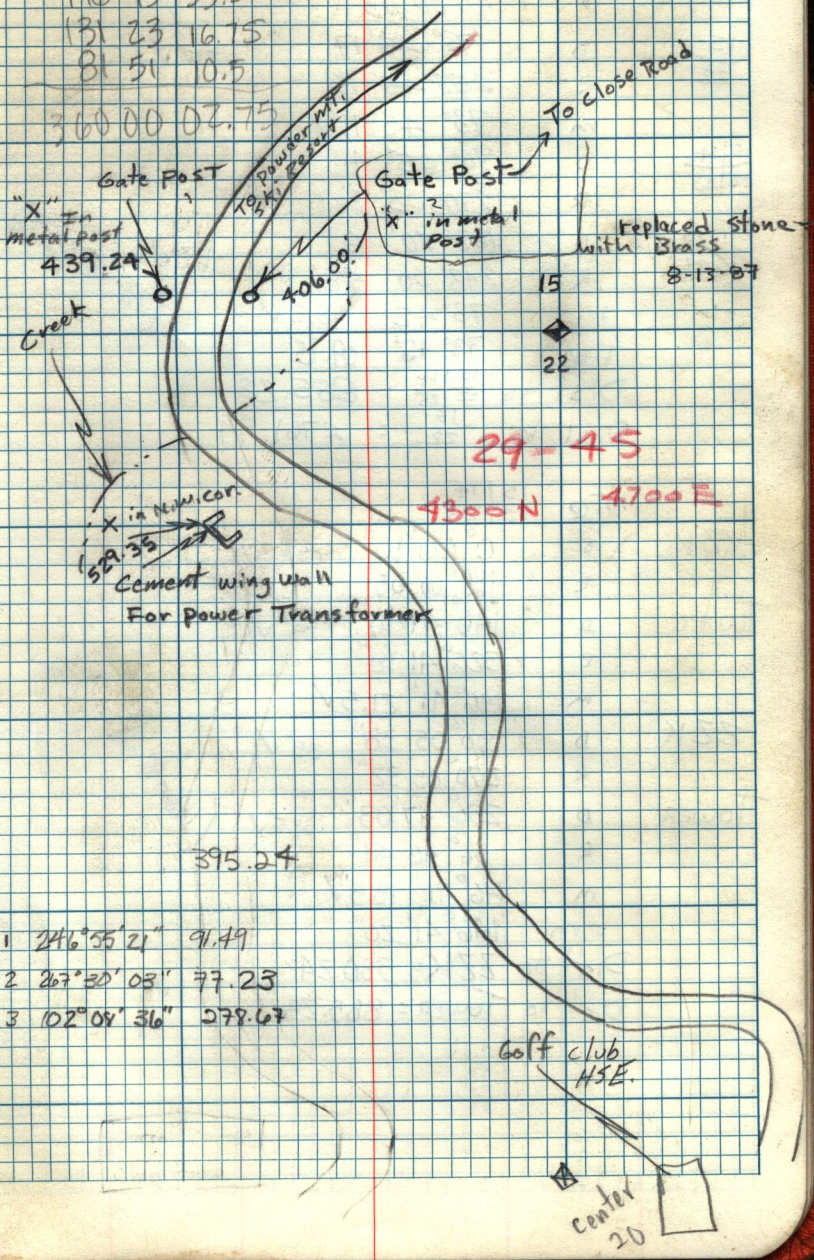 131 23 16.75
81 51' 10.5
360 00 02.75
To Powder Mt.
Ski Resort
To Close Road
Gate Post
"X" In
metal post
439.24
Gate Post
"X" in metal
Post
406.00
replaced stone
with Brass
8-13-87
15
22
Creek
29-45
4300 N 4700 E
X in N.W. cor.
529.35
Cement wing wall
For power Transformer
395.24
1 246°55'21" 91.49
2 267°30'03" 77.23
3 102°08'36" 278.67
Goff club
HSE.
Center
20